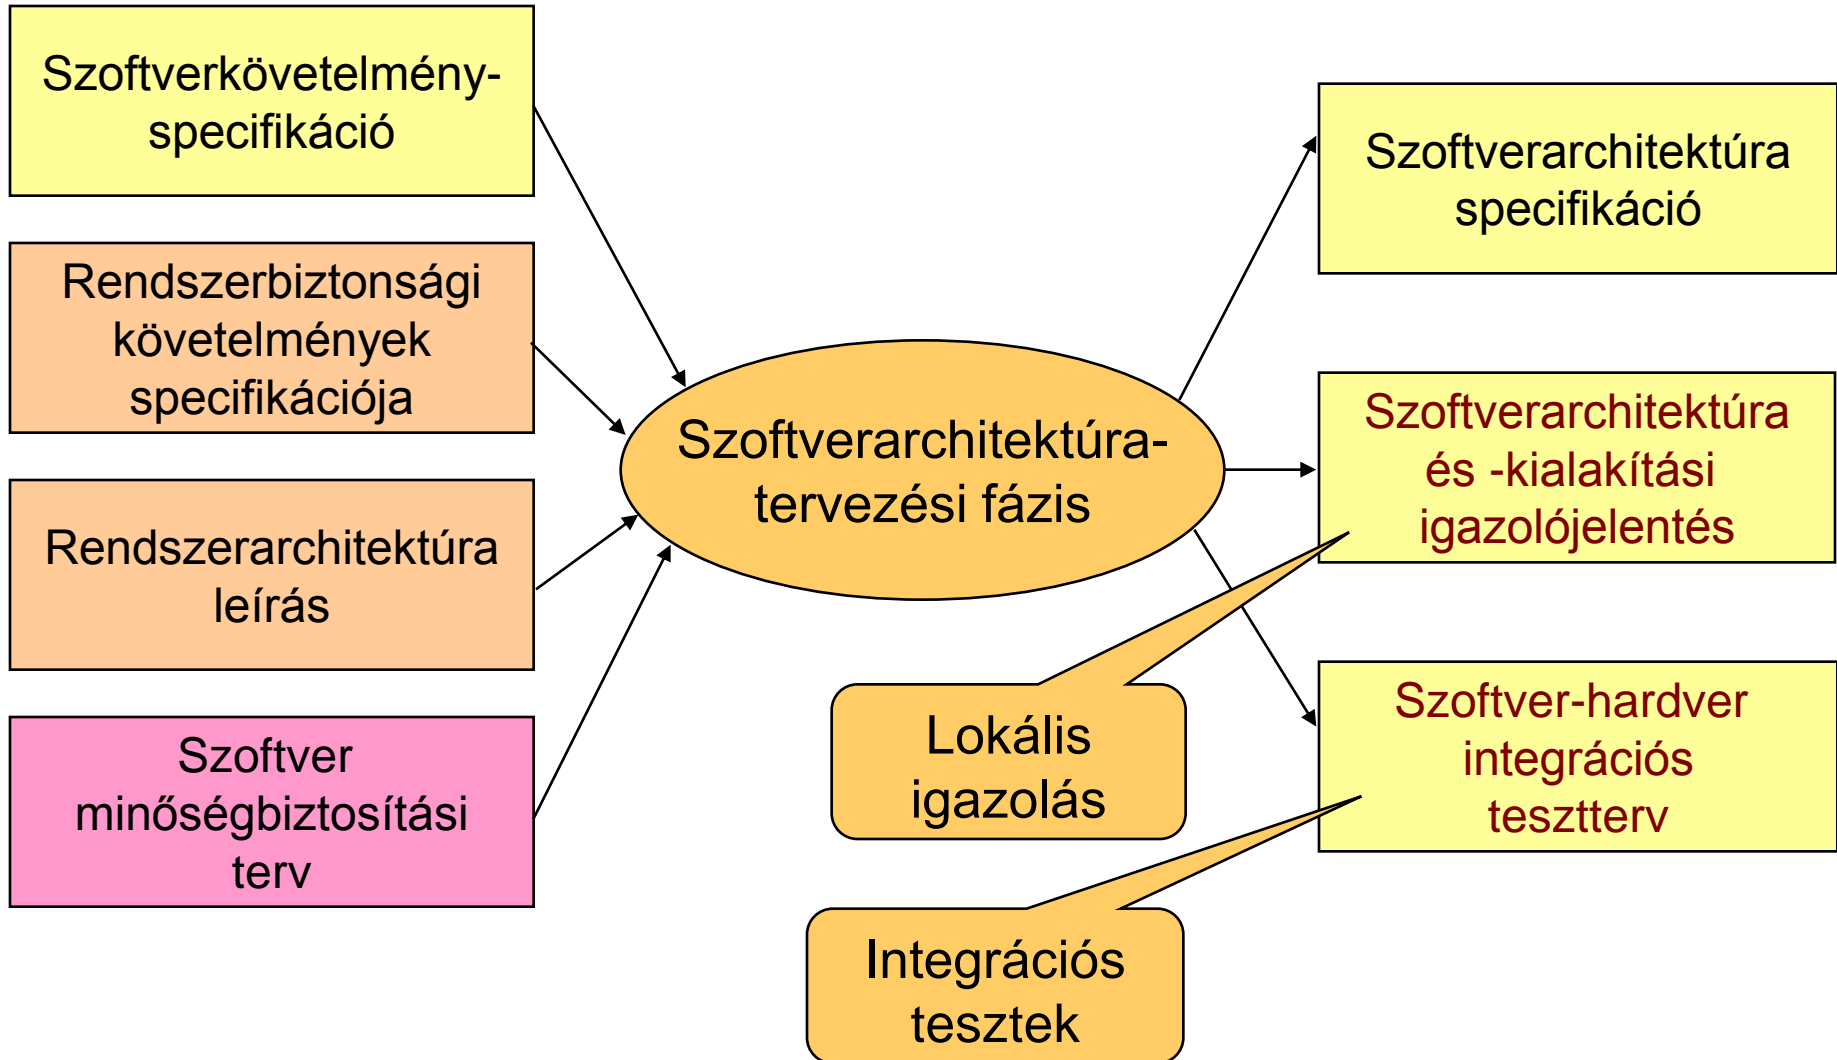 Szoftverkövetelmény-
specifikáció
Rendszerbiztonsági
követelmények
specifikációja
Rendszerarchitektúra
leírás
Szoftver
minőségbiztosítási
terv
Szoftverarchitektúra-
tervezési fázis
Lokális
igazolás
Integrációs
tesztek
Szoftverarchitektúra
specifikáció
Szoftverarchitektúra
és -kialakítási
igazolójelentés
Szoftver-hardver
integrációs
tesztterv